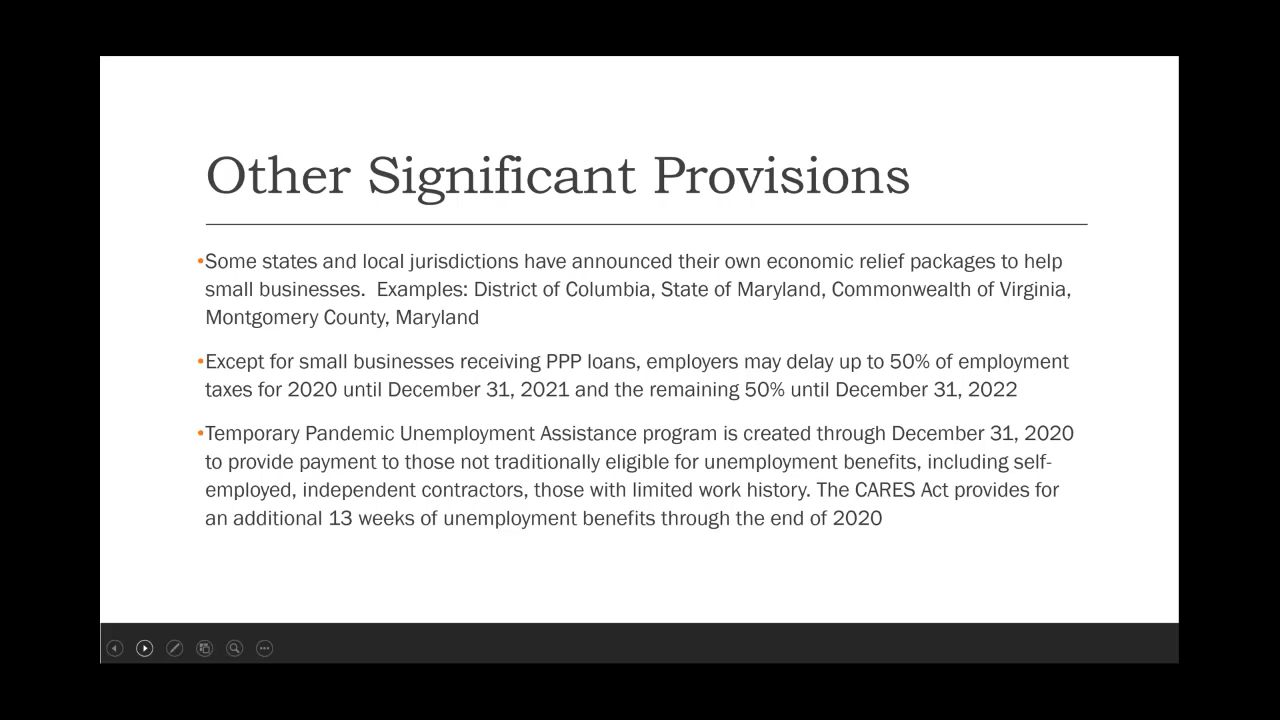 Other Significant Provisions
•Some states and local jurisdictions have announced their own economic relief packages to help
small businesses.  Examples: District of Columbia, State of Maryland, Commonwealth of Virginia,
Montgomery County, Maryland
•Except for small businesses receiving PPP loans, employers may delay up to 50% of employment
taxes for 2020 until December 31, 2021 and the remaining 50% until December 31, 2022
•Temporary Pandemic Unemployment Assistance program is created through December 31, 2020
to provide payment to those not traditionally eligible for unemployment benefits, including self-
employed, independent contractors, those with limited work history. The CARES Act provides for
an additional 13 weeks of unemployment benefits through the end of 2020